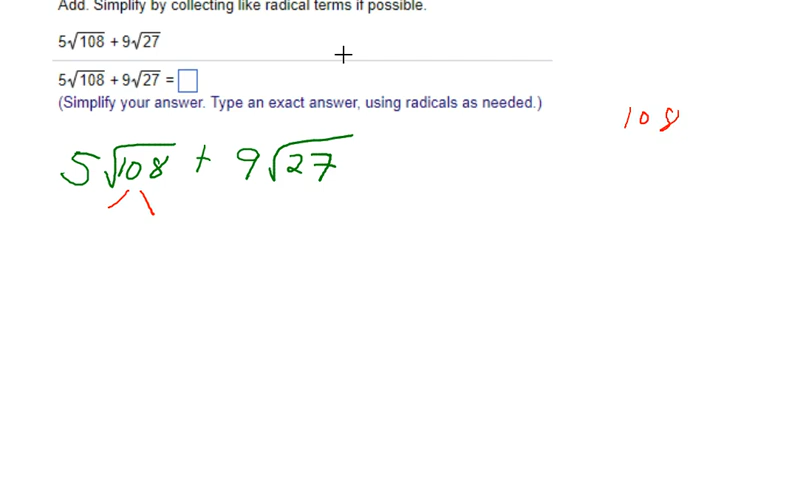 Add. Simplify by collecting like radical terms if possible.
5√108 + 9√27
5√108 + 9√27 =
(Simplify your answer. Type an exact answer, using radicals as needed.)
108
5√108 + 9√27